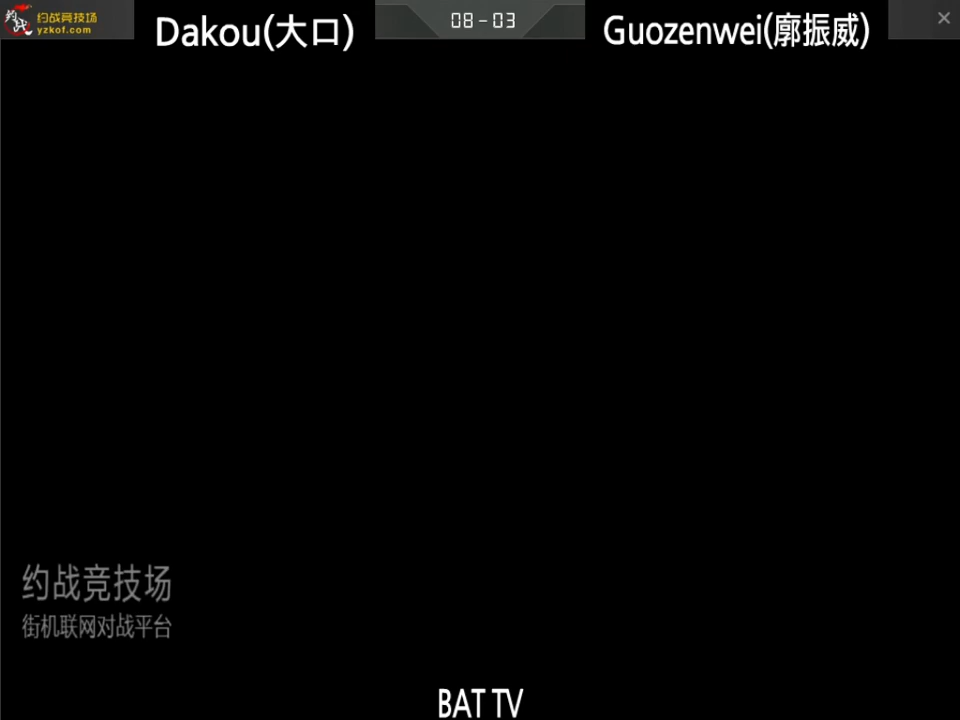 约战竞技场
yzkof.com
Dakou(大口)
08-03
Guozenwei(廓振威)
约战竞技场
街机联网对战平台
BAT TV